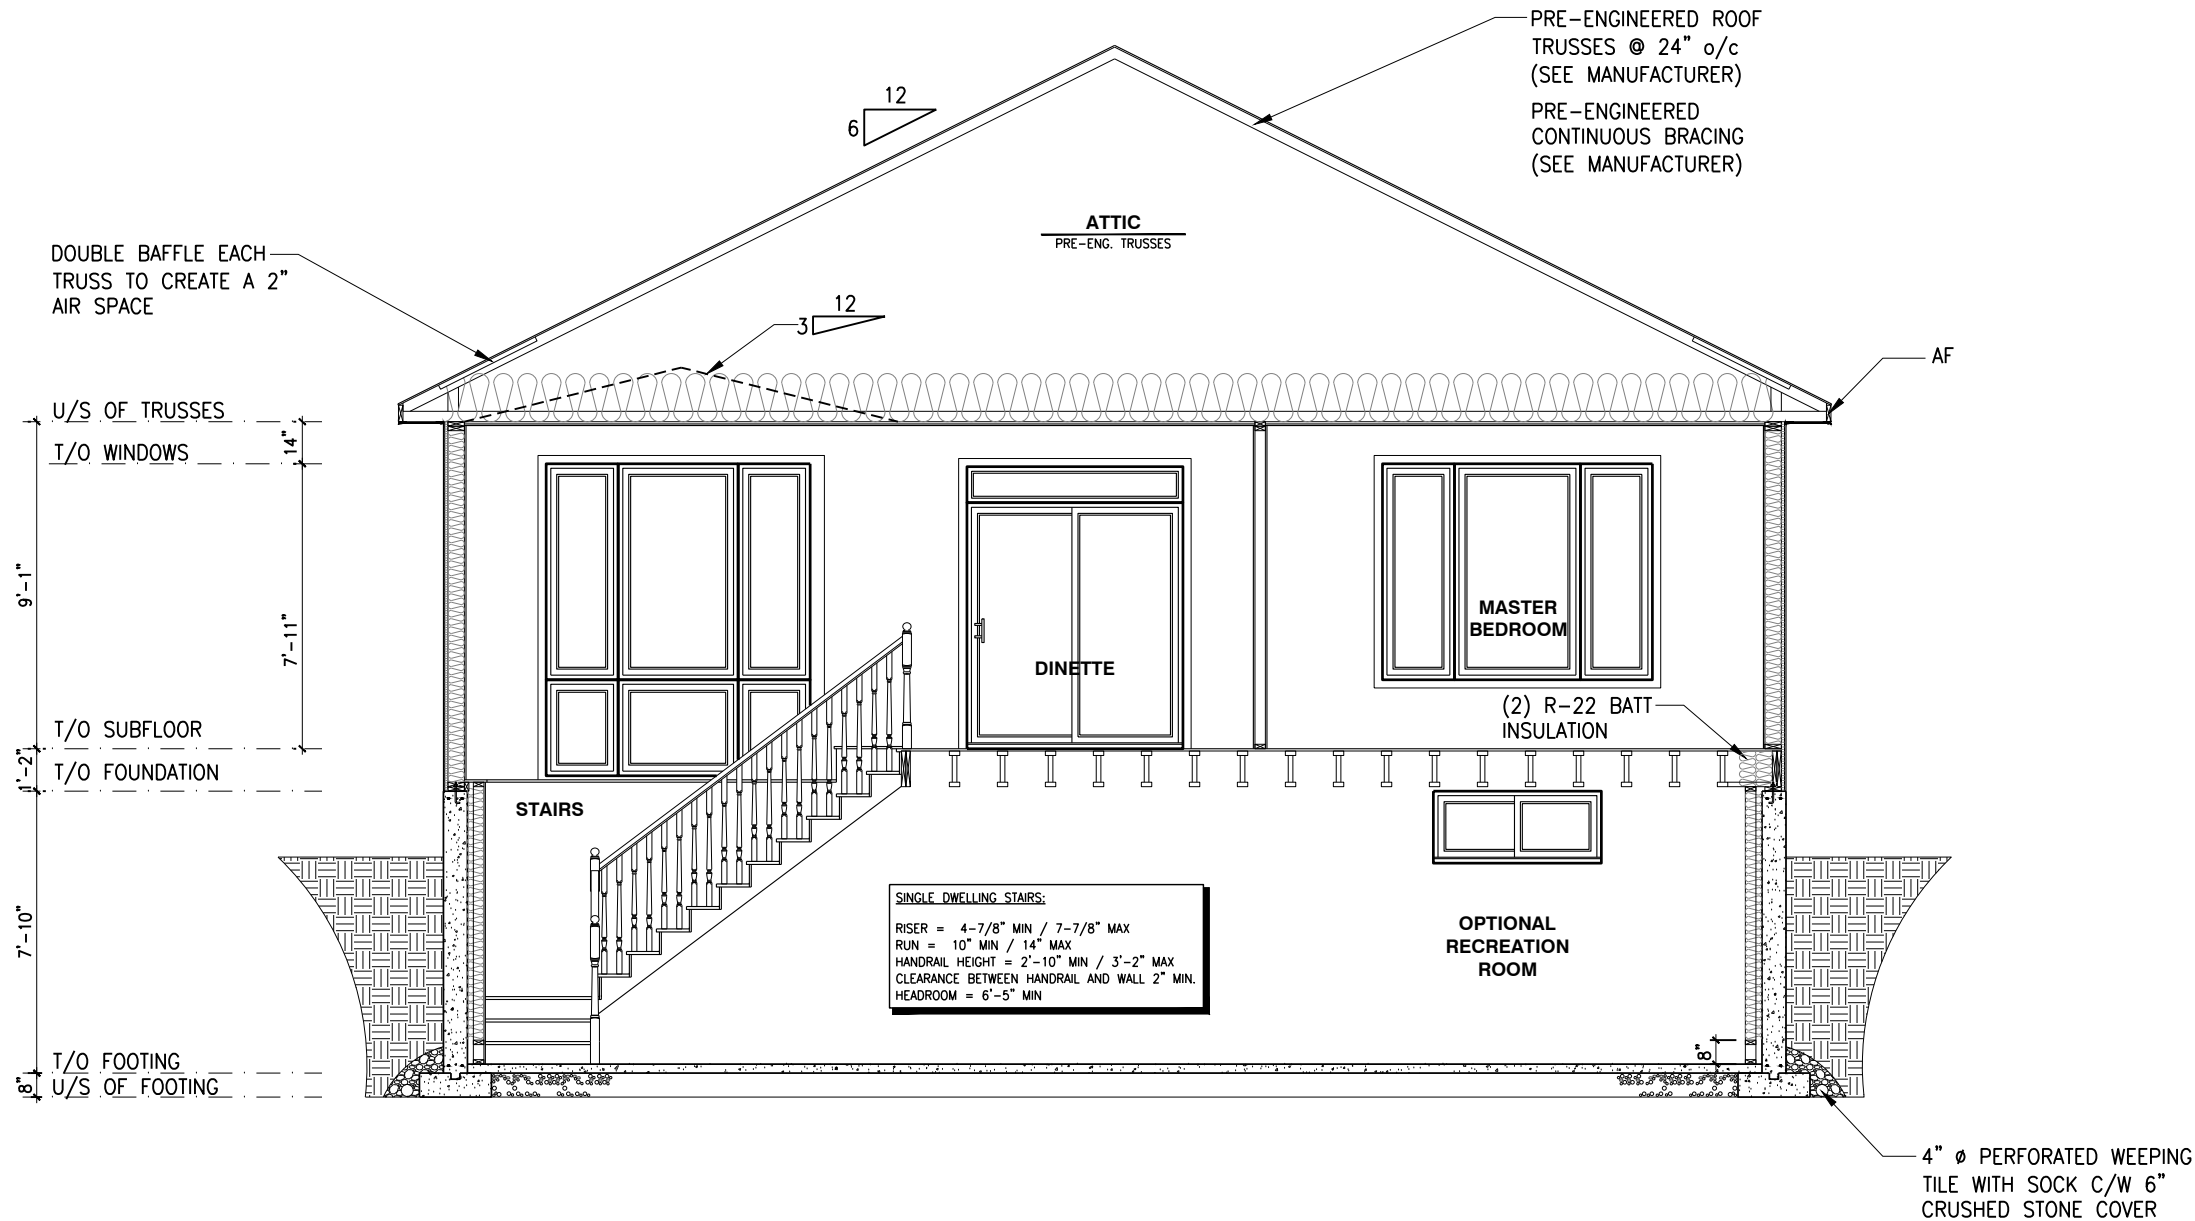 PRE-ENGINEERED ROOF
TRUSSES @ 24" o/c
(SEE MANUFACTURER)
PRE-ENGINEERED
CONTINUOUS BRACING
(SEE MANUFACTURER)
12
6
ATTIC
PRE-ENG. TRUSSES
DOUBLE BAFFLE EACH
TRUSS TO CREATE A 2"
AIR SPACE
12
3
AF
U/S OF TRUSSES
14"
T/O WINDOWS
9'-1"
7'-11"
MASTER
BEDROOM
DINETTE
(2) R-22 BATT
INSULATION
T/O SUBFLOOR
1'-2"
T/O FOUNDATION
STAIRS
7'-10"
SINGLE DWELLING STAIRS:
RISER = 4-7/8" MIN / 7-7/8" MAX
RUN = 10" MIN / 14" MAX
HANDRAIL HEIGHT = 2'-10" MIN / 3'-2" MAX
CLEARANCE BETWEEN HANDRAIL AND WALL 2" MIN.
HEADROOM = 6'-5" MIN
OPTIONAL
RECREATION
ROOM
8"
T/O FOOTING
8"
U/S OF FOOTING
4" ø PERFORATED WEEPING
TILE WITH SOCK C/W 6"
CRUSHED STONE COVER